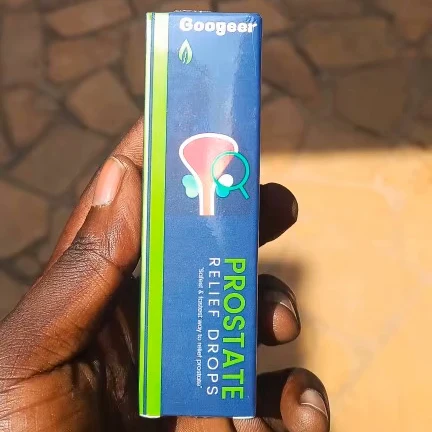 Googeer
PROSTATE
RELIEF DROPS
"Safest & fastest way to relief prostate"